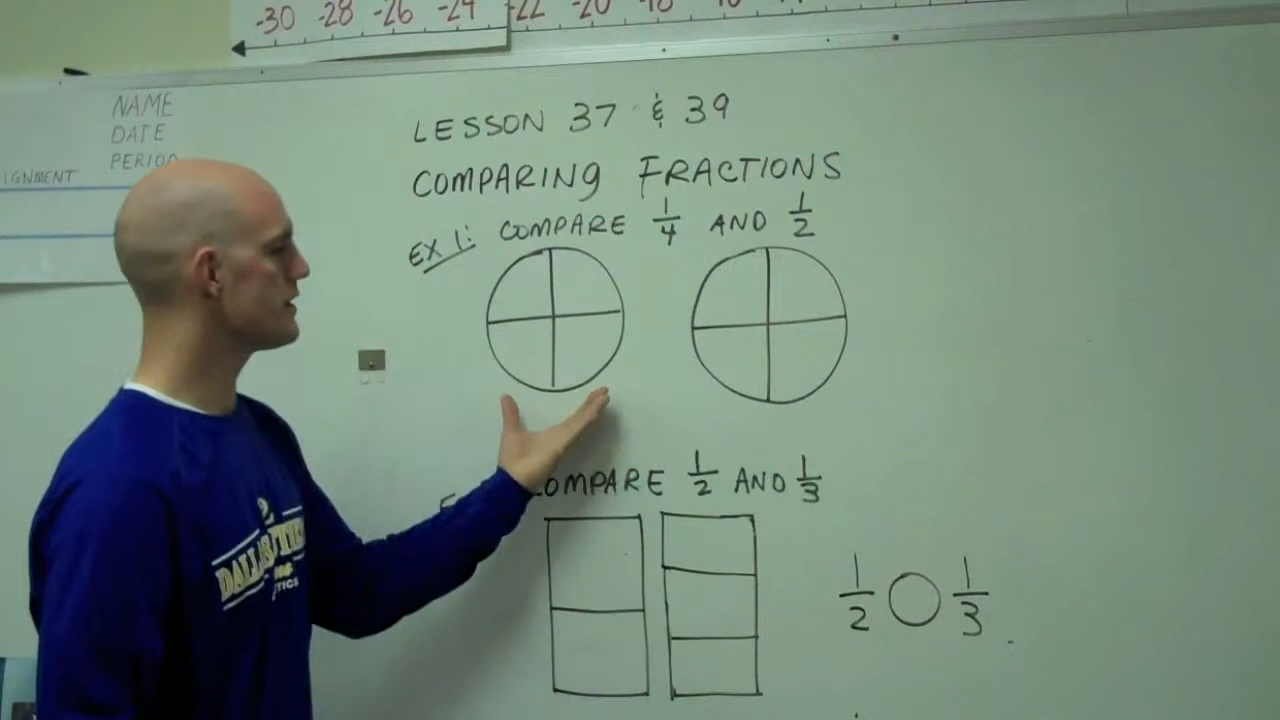 -30 -28 -26 -24 -22 -20
NAME
DATE
PERIOD
IGNMENT
LESSON 37 & 39
COMPARING FRACTIONS
EX 1: COMPARE 1/4 AND 1/2
COMPARE 1/2 AND 1/3
1/2 ○ 1/3